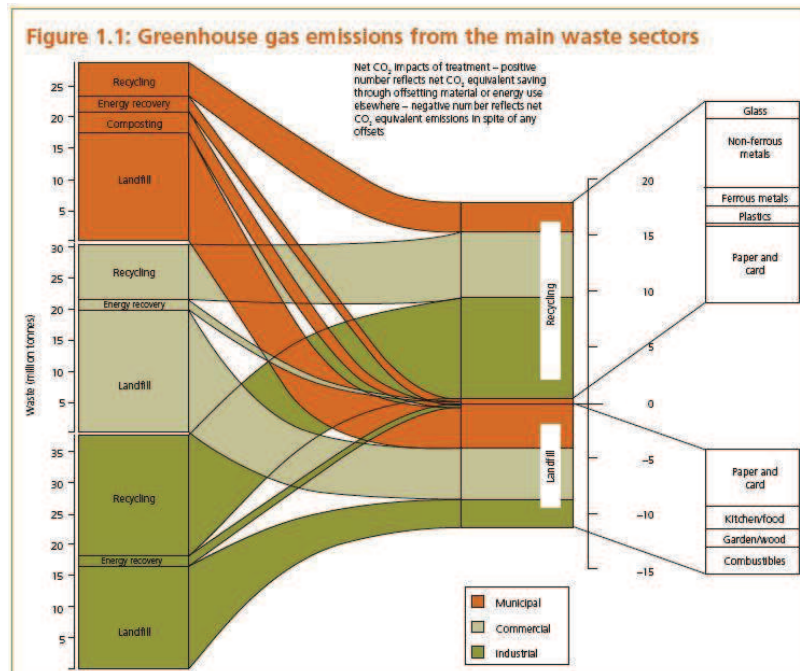 Figure 1.1: Greenhouse gas emissions from the main waste sectors
Net CO2 impacts of treatment – positive
number reflects net CO2 equivalent saving
through offsetting material or energy use
elsewhere – negative number reflects net
CO2 equivalent emissions in spite of any
offsets
Waste (million tonnes)
25
20
15
10
5
30
25
20
15
10
5
35
30
25
20
15
10
5
Recycling
Energy recovery
Composting
Landfill
Recycling
Energy recovery
Landfill
Recycling
Energy recovery
Landfill
Recycling
Landfill
20
15
10
5
0
–5
–10
–15
Glass
Non-ferrous
metals
Ferrous metals
Plastics
Paper and
card
Paper and
card
Kitchen/food
Garden/wood
Combustibles
Municipal
Commercial
Industrial